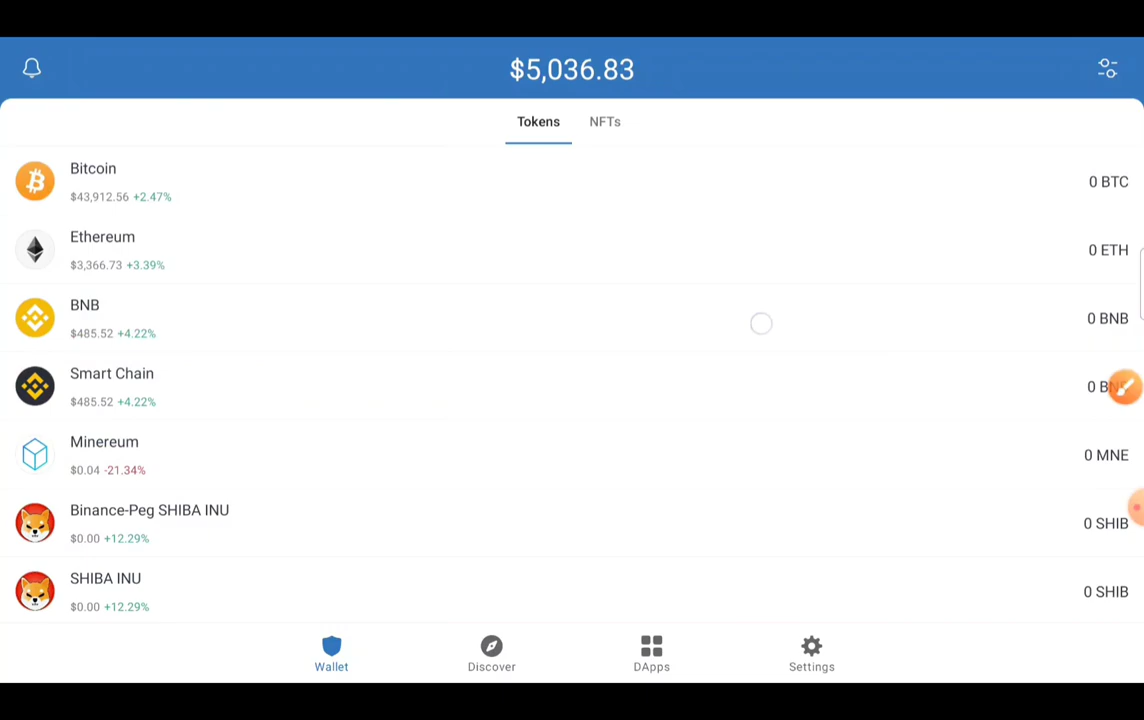 $5,036.83
Tokens NFTs
Bitcoin
$43,912.56 +2.47%
0 BTC
Ethereum
$3,366.73 +3.39%
0 ETH
BNB
$485.52 +4.22%
0 BNB
Smart Chain
$485.52 +4.22%
0 BN
Minereum
$0.04 -21.34%
0 MNE
Binance-Peg SHIBA INU
$0.00 +12.29%
0 SHIB
SHIBA INU
$0.00 +12.29%
0 SHIB
Wallet Discover DApps Settings